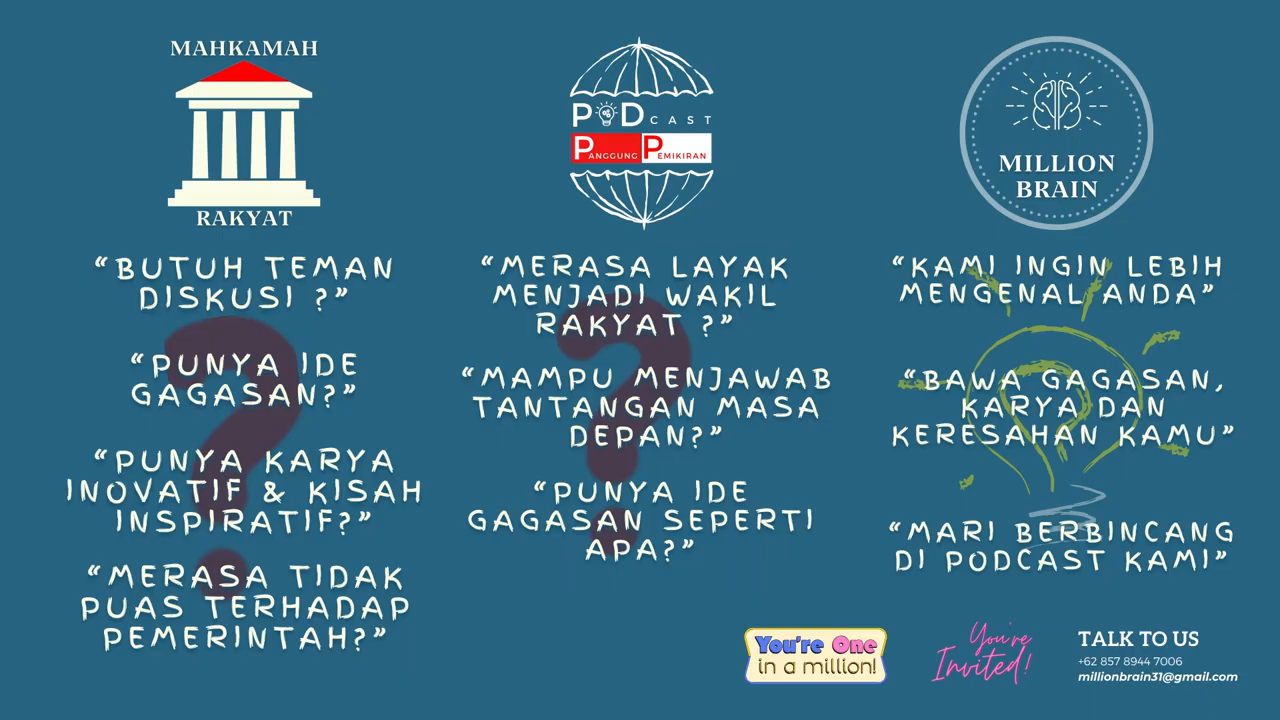 MAHKAMAH
RAKYAT
"BUTUH TEMAN
DISKUSI ?"
"PUNYA IDE
GAGASAN?"
"PUNYA KARYA
INOVATIF & KISAH
INSPIRATIF?"
"MERASA TIDAK
PUAS TERHADAP
PEMERINTAH?"
PODCAST
PANGGUNG PEMIKIRAN
"MERASA LAYAK
MENJADI WAKIL
RAKYAT ?"
"MAMPU MENJAWAB
TANTANGAN MASA
DEPAN?"
"PUNYA IDE
GAGASAN SEPERTI
APA?"
MILLION
BRAIN
"KAMI INGIN LEBIH
MENGENAL ANDA"
"BAWA GAGASAN,
KARYA DAN
KERESAHAN KAMU"
"MARI BERBINCANG
DI PODCAST KAMI"
You're One
in a million!
You're
Invited!
TALK TO US
+62 857 8944 7006
millionbrain31@gmail.com